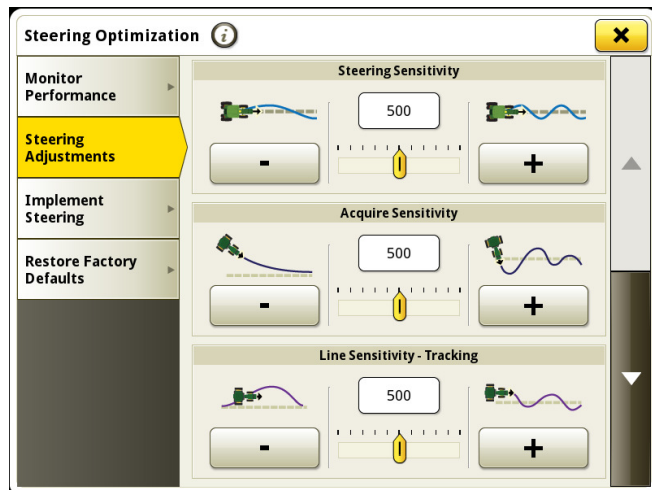 Steering Optimization i
Monitor
Performance
Steering
Adjustments
Implement
Steering
Restore Factory
Defaults
Steering Sensitivity
500
- +
Acquire Sensitivity
500
- +
Line Sensitivity - Tracking
500
- +